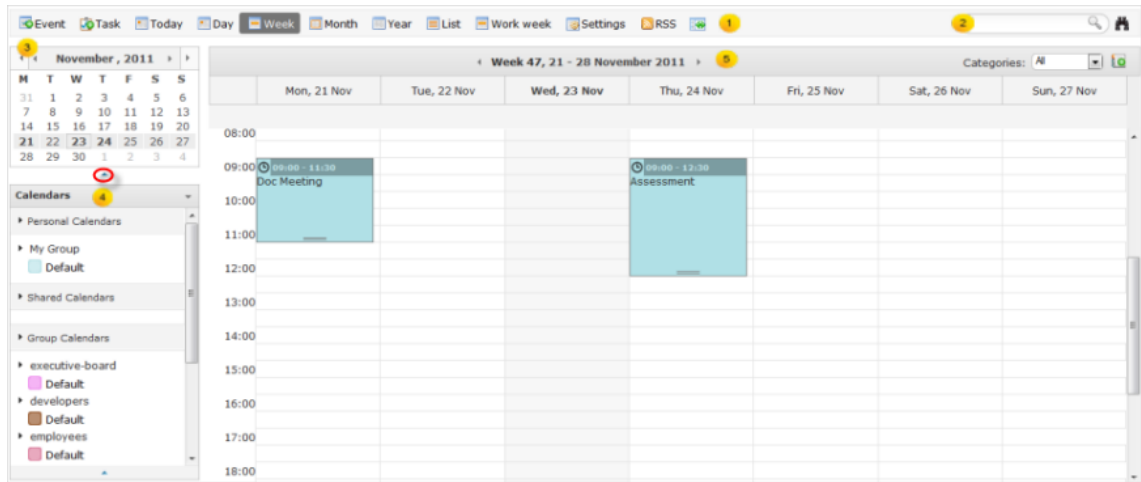 Event Task Today Day Week Month Year List Work week Settings RSS 1 2
3
November , 2011
M T W T F S S
31 1 2 3 4 5 6
7 8 9 10 11 12 13
14 15 16 17 18 19 20
21 22 23 24 25 26 27
28 29 30 1 2 3 4
Calendars 4
Personal Calendars
My Group
Default
Shared Calendars
Group Calendars
executive-board
Default
developers
Default
employees
Default
Week 47, 21 - 28 November 2011 5 Categories: All
Mon, 21 Nov Tue, 22 Nov Wed, 23 Nov Thu, 24 Nov Fri, 25 Nov Sat, 26 Nov Sun, 27 Nov
08:00
09:00 09:00 - 11:30 09:00 - 12:30
Doc Meeting Assessment
10:00
11:00
12:00
13:00
14:00
15:00
16:00
17:00
18:00